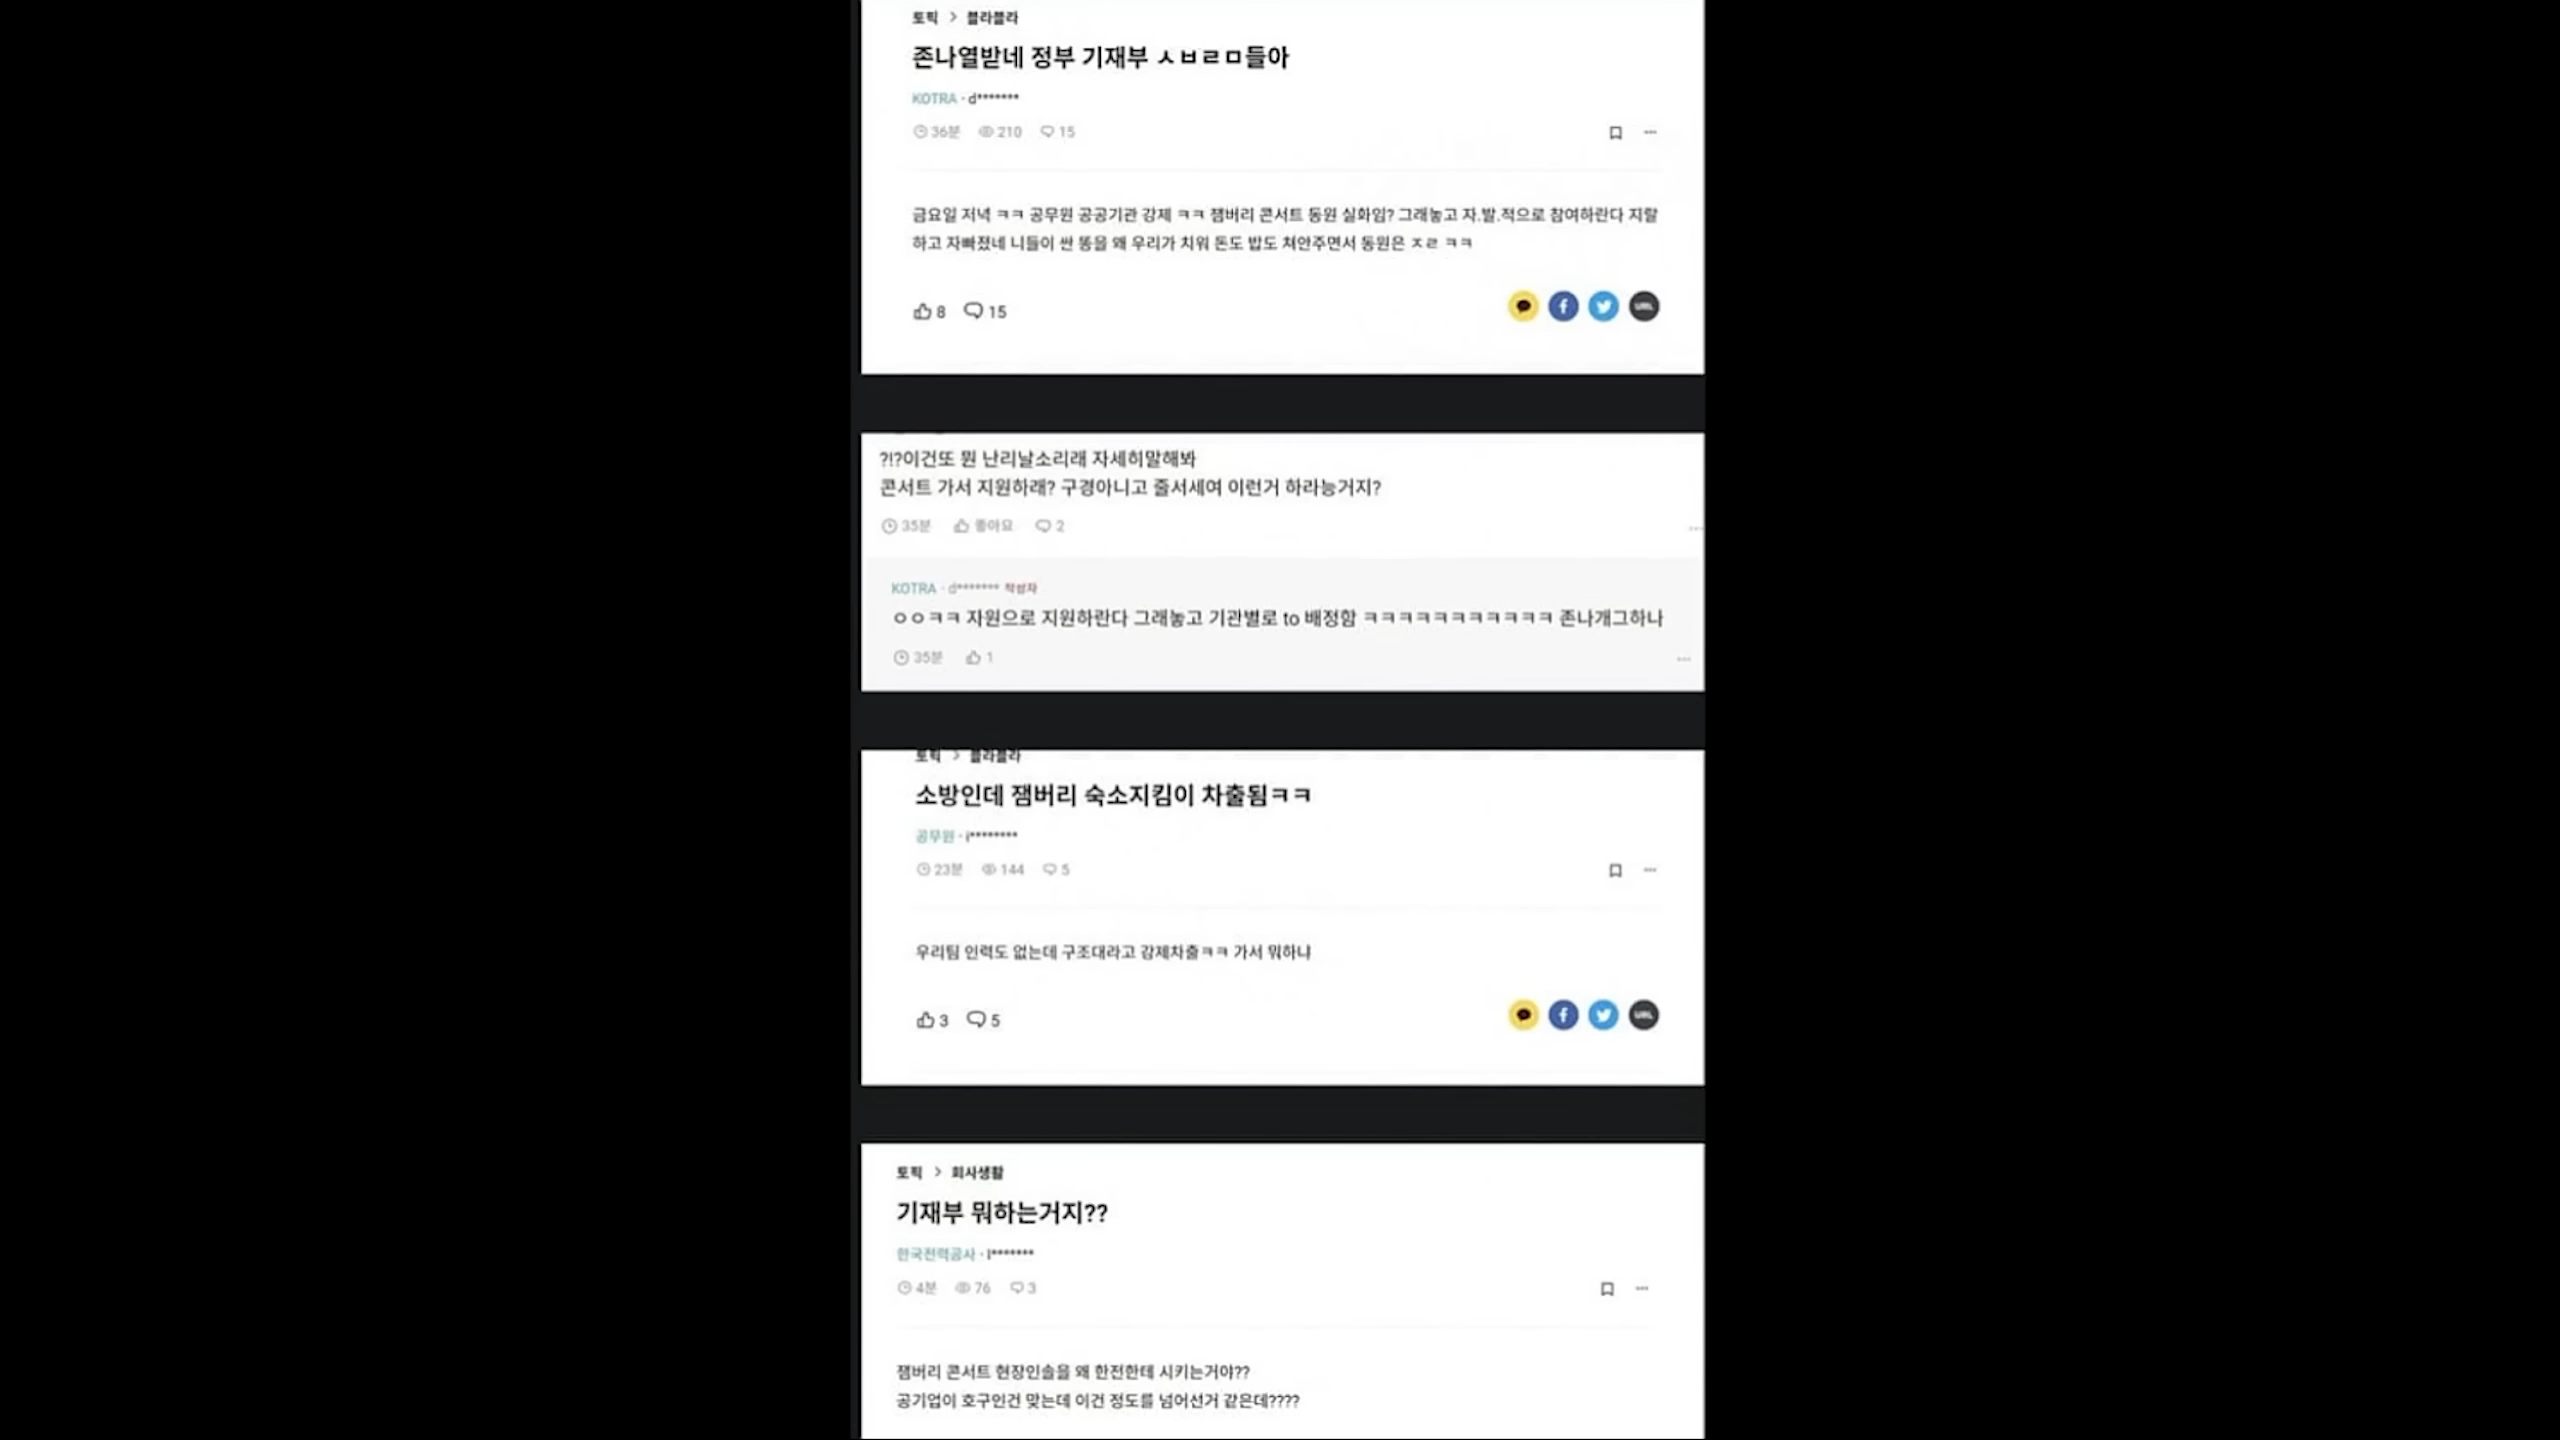 토픽 > 블라블라
존나열받네 정부 기재부 ㅅㅂㄹㅁ들아
KOTRA · d*******
36분 210 15
금요일 저녁 ㅋㅋ 공무원 공공기관 강제 ㅋㅋ 잼버리 콘서트 동원 실화임? 그래놓고 자.발.적으로 참여하란다 지랄
하고 자빠졌네 니들이 싼 똥을 왜 우리가 치워 돈도 밥도 쳐안주면서 동원은 ㅈㄹ ㅋㅋ
8 15
URL
?!?이건또 뭔 난리날소리래 자세히말해봐
콘서트 가서 지원하래? 구경아니고 줄서세여 이런거 하라능거지?
35분 좋아요 2
KOTRA · d******* 작성자
ㅇㅇㅋㅋ 자원으로 지원하란다 그래놓고 기관별로 to 배정함 ㅋㅋㅋㅋㅋㅋㅋㅋㅋㅋㅋ 존나개그하나
35분 1
토픽 > 블라블라
소방인데 잼버리 숙소지킴이 차출됨ㅋㅋ
공무원 · i********
23분 144 5
우리팀 인력도 없는데 구조대라고 강제차출ㅋㅋ 가서 뭐하냐
3 5
URL
토픽 > 회사생활
기재부 뭐하는거지??
한국전력공사 · l*******
4분 76 3
잼버리 콘서트 현장인솔을 왜 한전한테 시키는거야??
공기업이 호구인건 맞는데 이건 정도를 넘어선거 같은데????